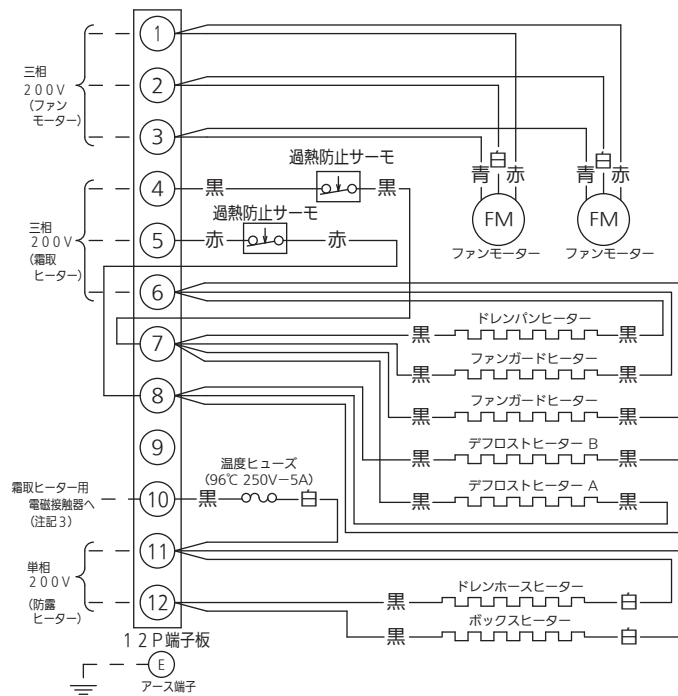 三相
200V
(ファン
モーター)
三相
200V
(霜取
ヒーター)
霜取ヒーター用
電磁接触器へ
(注記3)
単相
200V
(防露
ヒーター)
1
2
3
4
5
6
7
8
9
10
11
12
12P端子板
E
アース端子
過熱防止サーモ
黒 黒
過熱防止サーモ
赤 赤
青 白 赤
FM
ファンモーター
青 白 赤
FM
ファンモーター
ドレンパンヒーター
黒 黒
ファンガードヒーター
黒 黒
ファンガードヒーター
黒 黒
デフロストヒーター B
黒 黒
デフロストヒーター A
黒 黒
温度ヒューズ
(96℃ 250V−5A)
黒 白
ドレンホースヒーター
黒 白
ボックスヒーター
黒 白